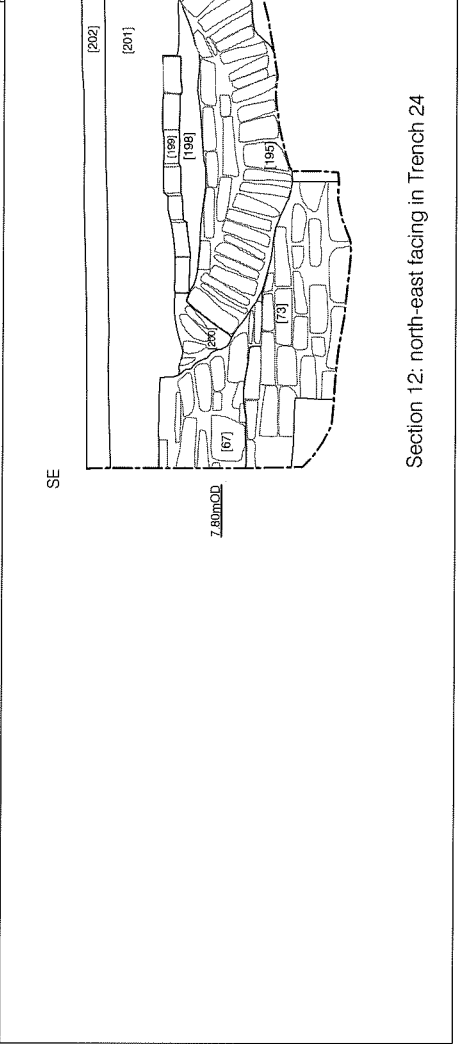 SE
[202]
[201]
[199]
[198]
[195]
[200]
[73]
[67]
7.80mOD
Section 12: north-east facing in Trench 24